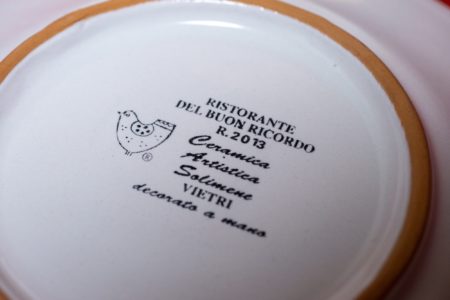 RISTORANTE
DEL BUON RICORDO
R. 2013
Ceramica
Artistica
Solimene
VIETRI
decorato a mano
®